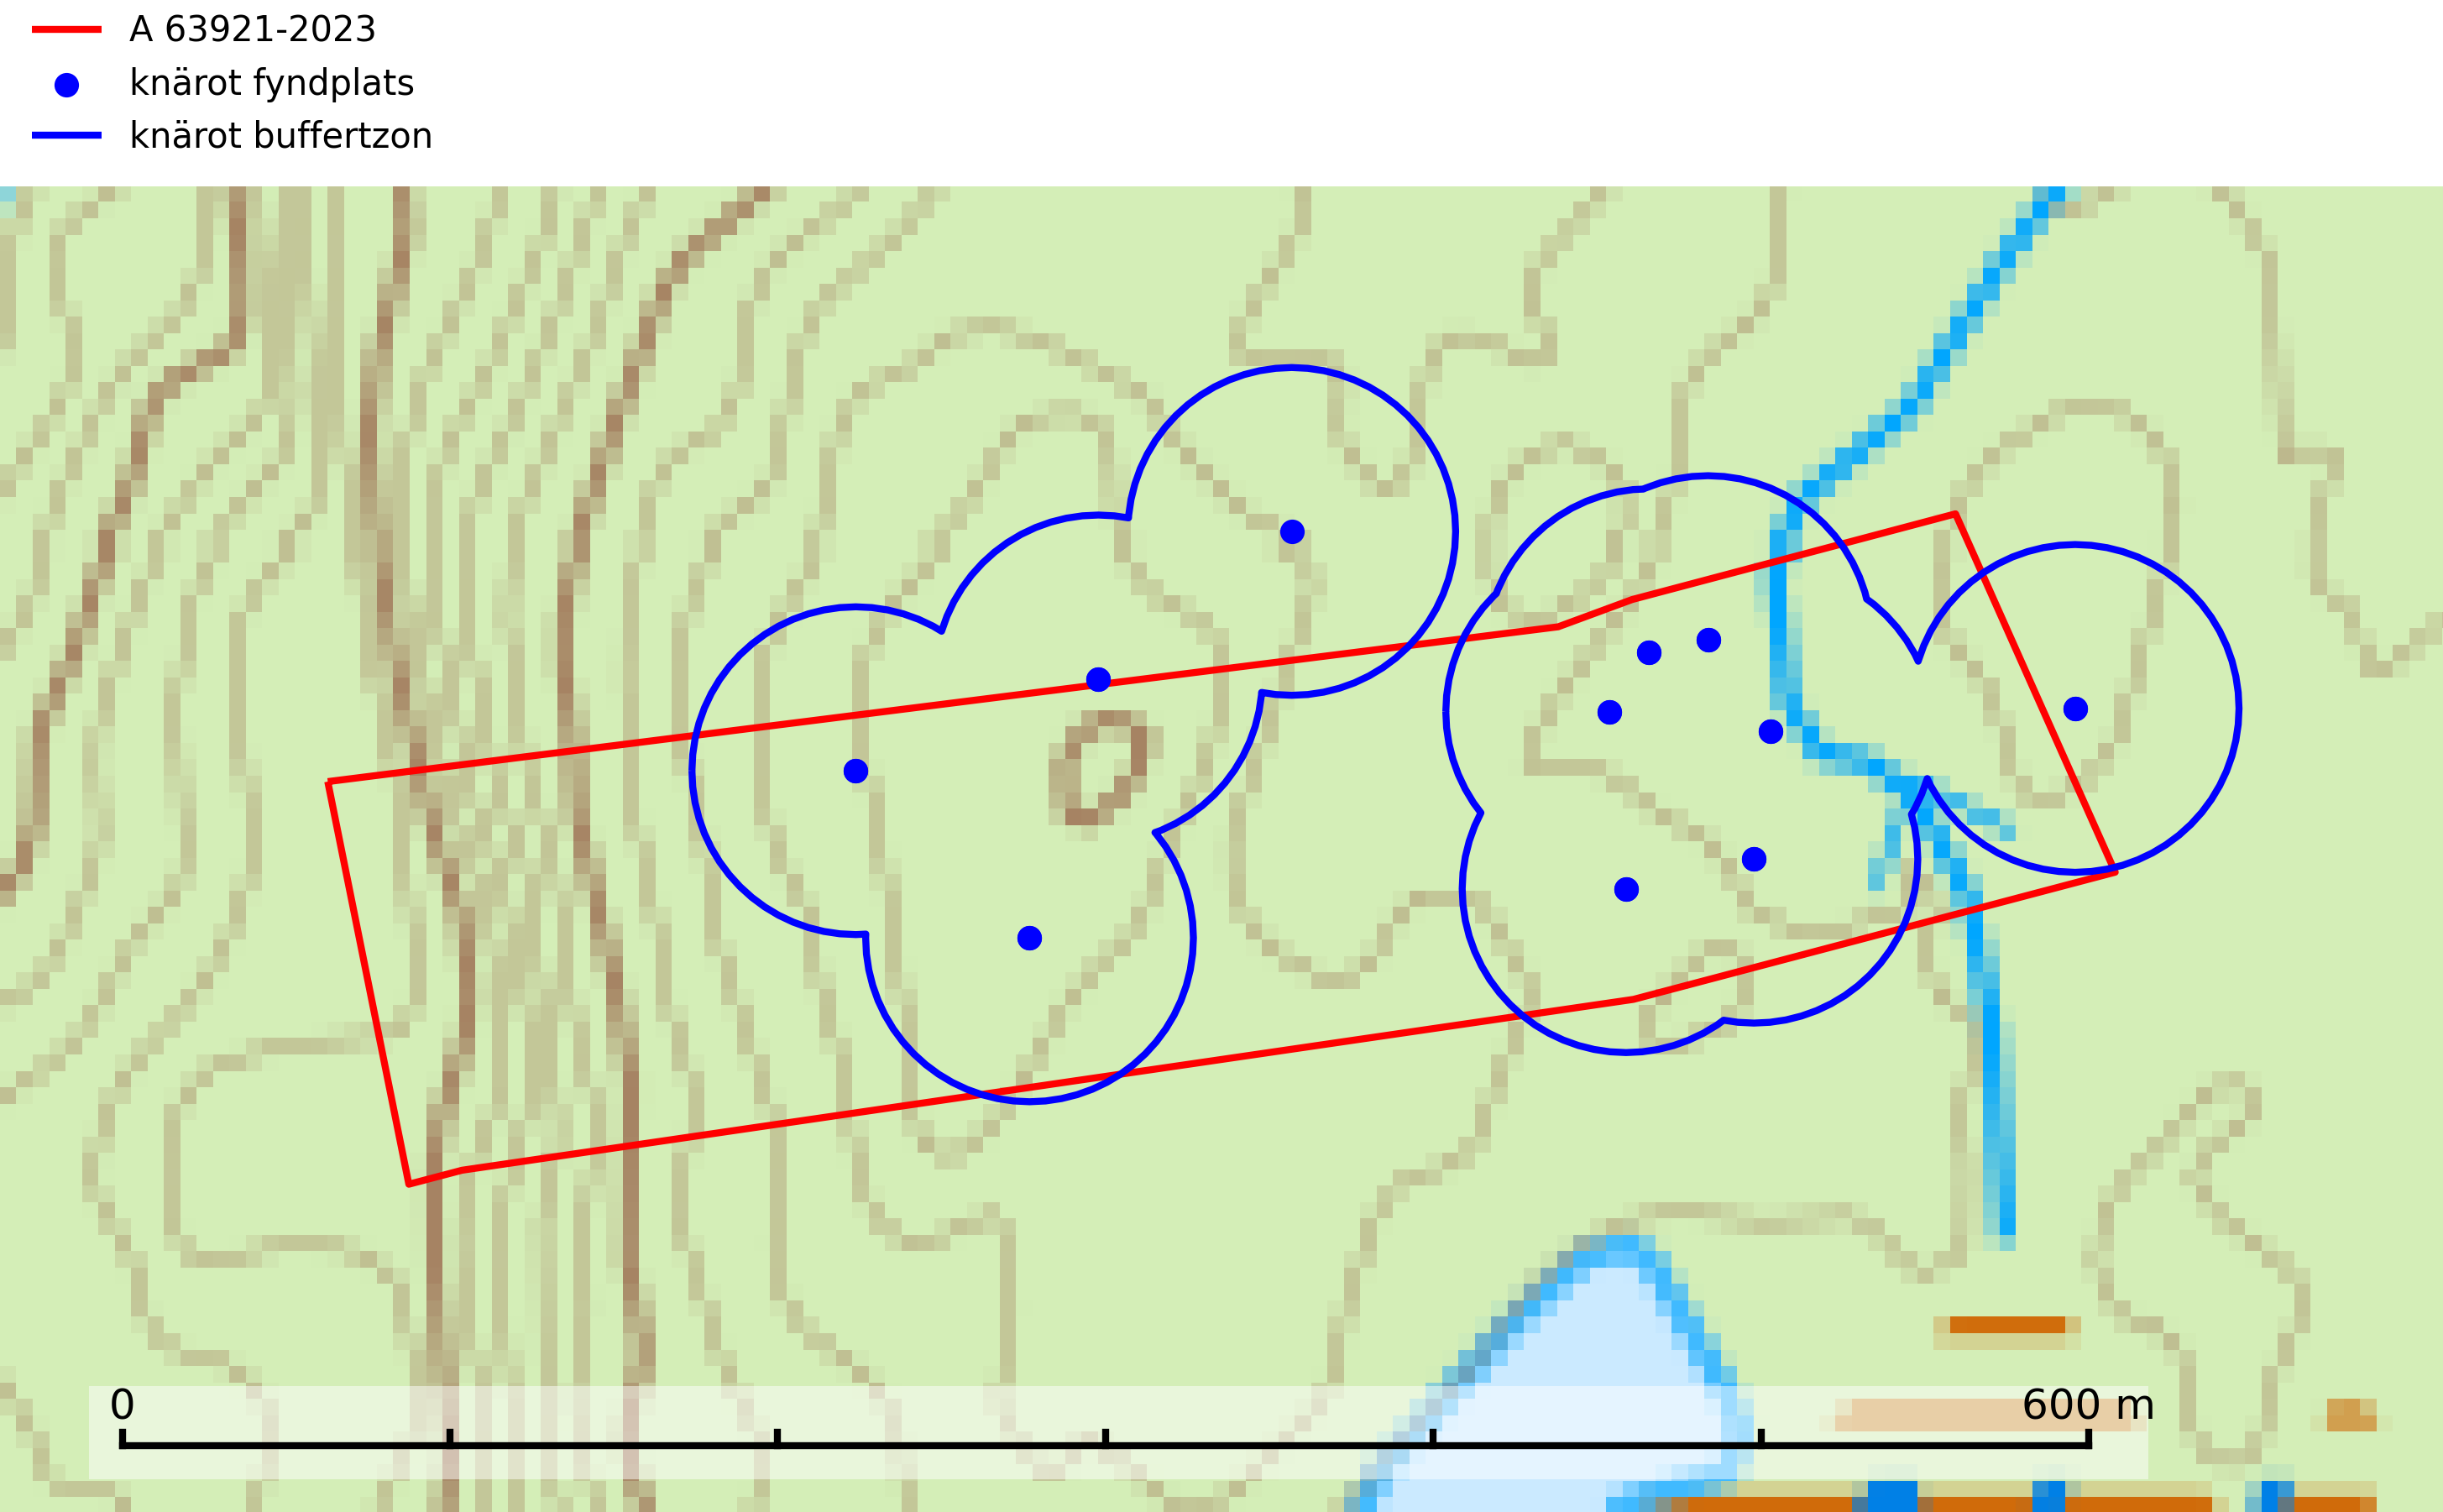 A 63921-2023
knärot fyndplats
knärot buffertzon
0
600 m